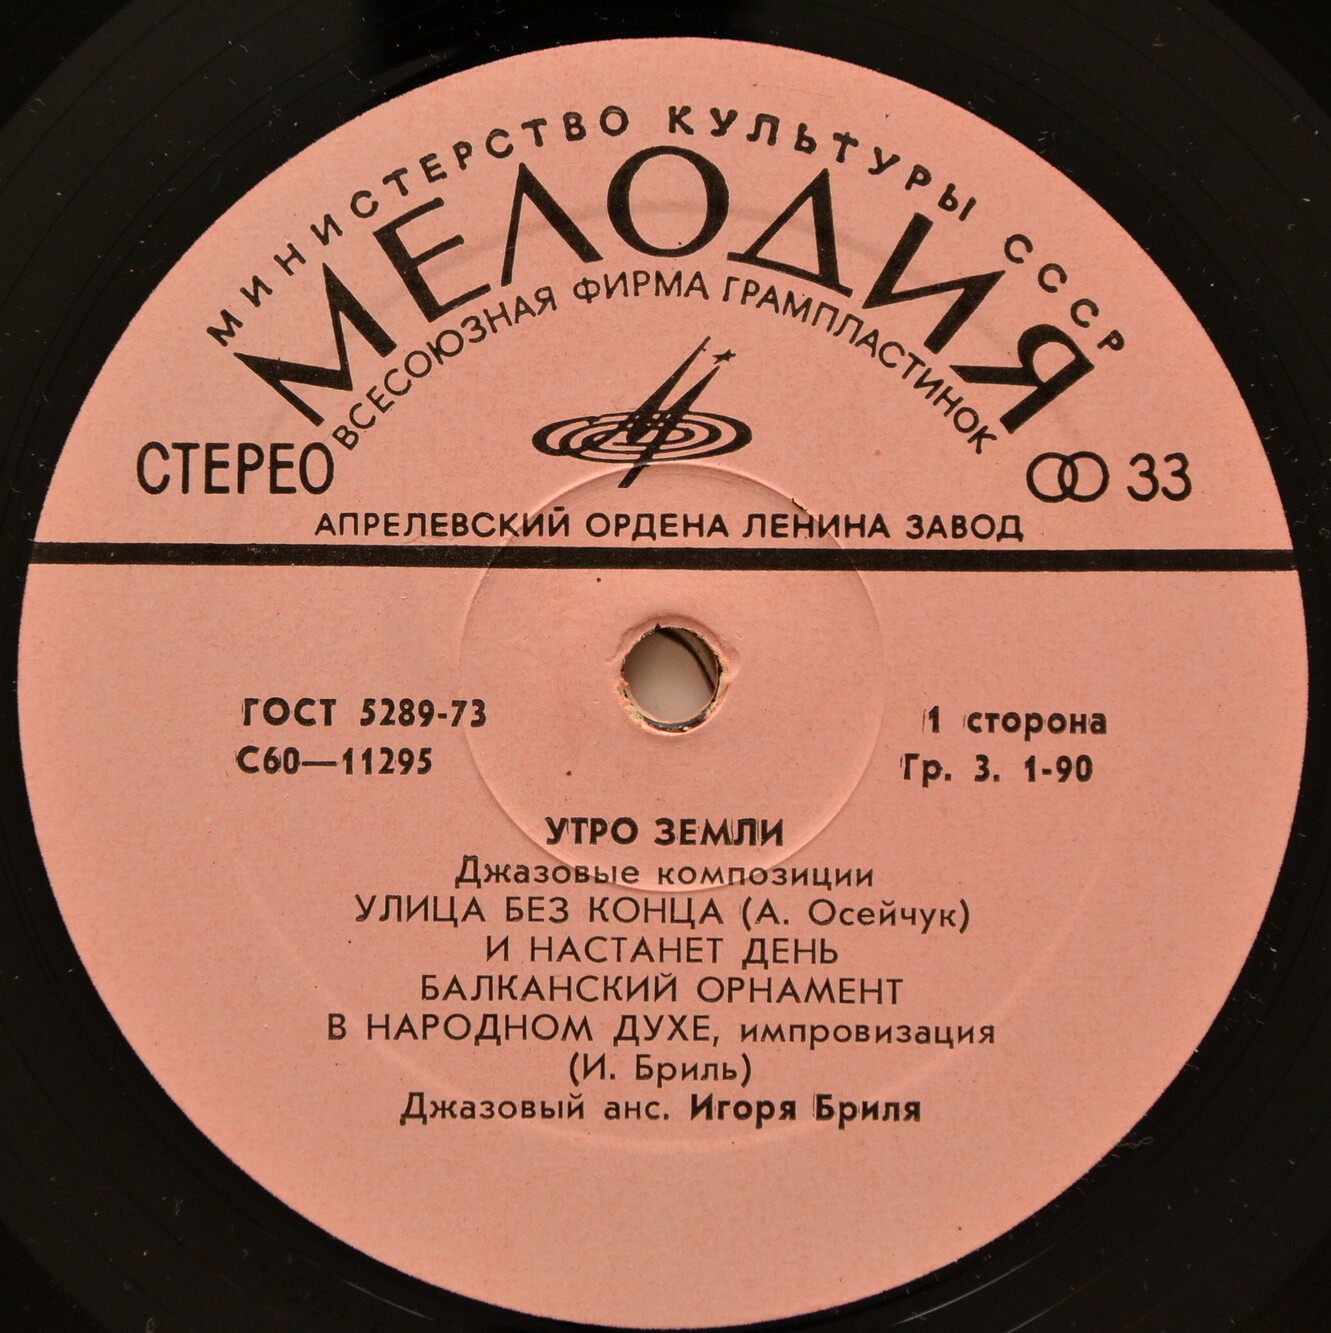 МИНИСТЕРСТВО КУЛЬТУРЫ СССР
МЕЛОДИЯ
ВСЕСОЮЗНАЯ ФИРМА ГРАМПЛАСТИНОК
СТЕРЕО
33
АПРЕЛЕВСКИЙ ОРДЕНА ЛЕНИНА ЗАВОД
ГОСТ 5289-73
С60—11295
1 сторона
Гр. 3. 1-90
УТРО ЗЕМЛИ
Джазовые композиции
УЛИЦА БЕЗ КОНЦА (А. Осейчук)
И НАСТАНЕТ ДЕНЬ
БАЛКАНСКИЙ ОРНАМЕНТ
В НАРОДНОМ ДУХЕ, импровизация
(И. Бриль)
Джазовый анс. Игоря Бриля